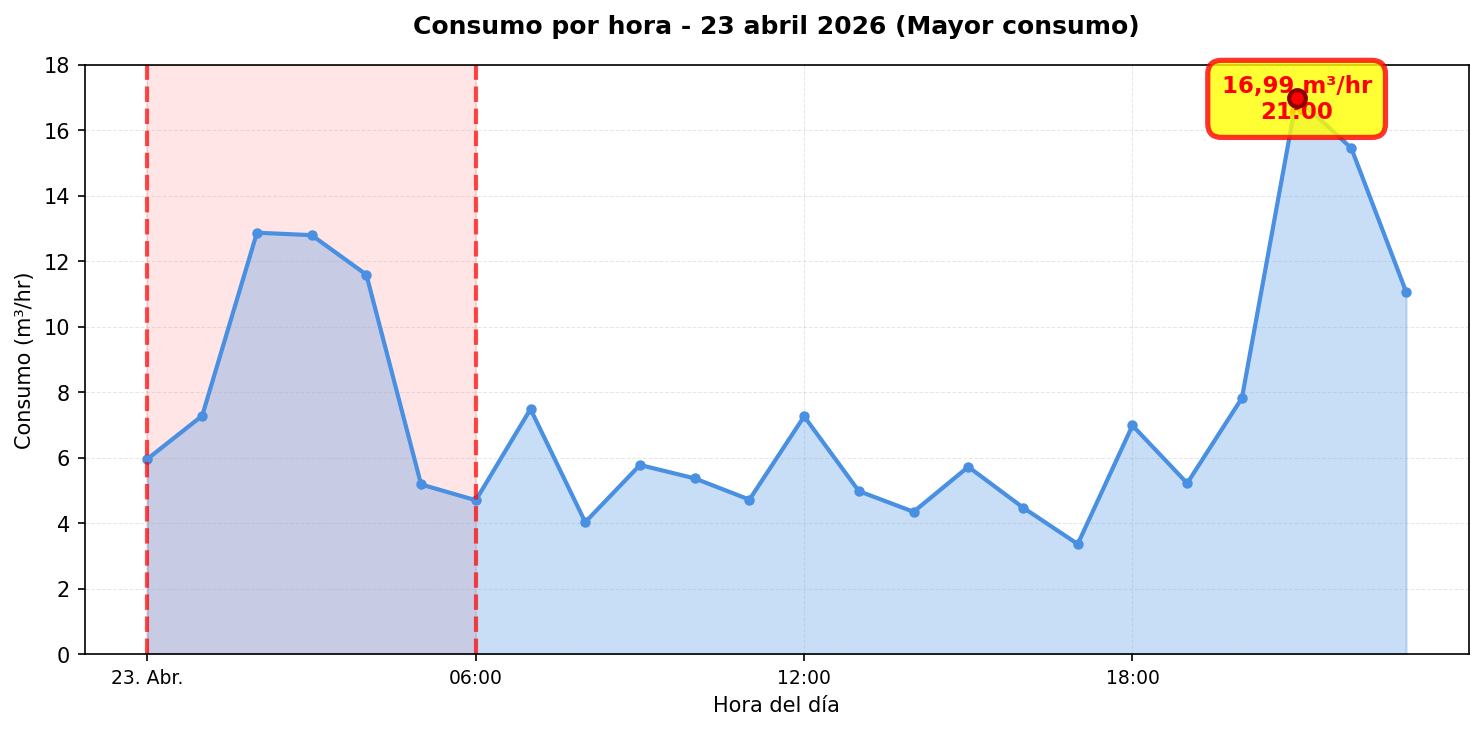 Consumo por hora - 23 abril 2026 (Mayor consumo)
16,99 m³/hr
21:00
Consumo (m³/hr)
18
16
14
12
10
8
6
4
2
0
23. Abr.
06:00
12:00
18:00
Hora del día